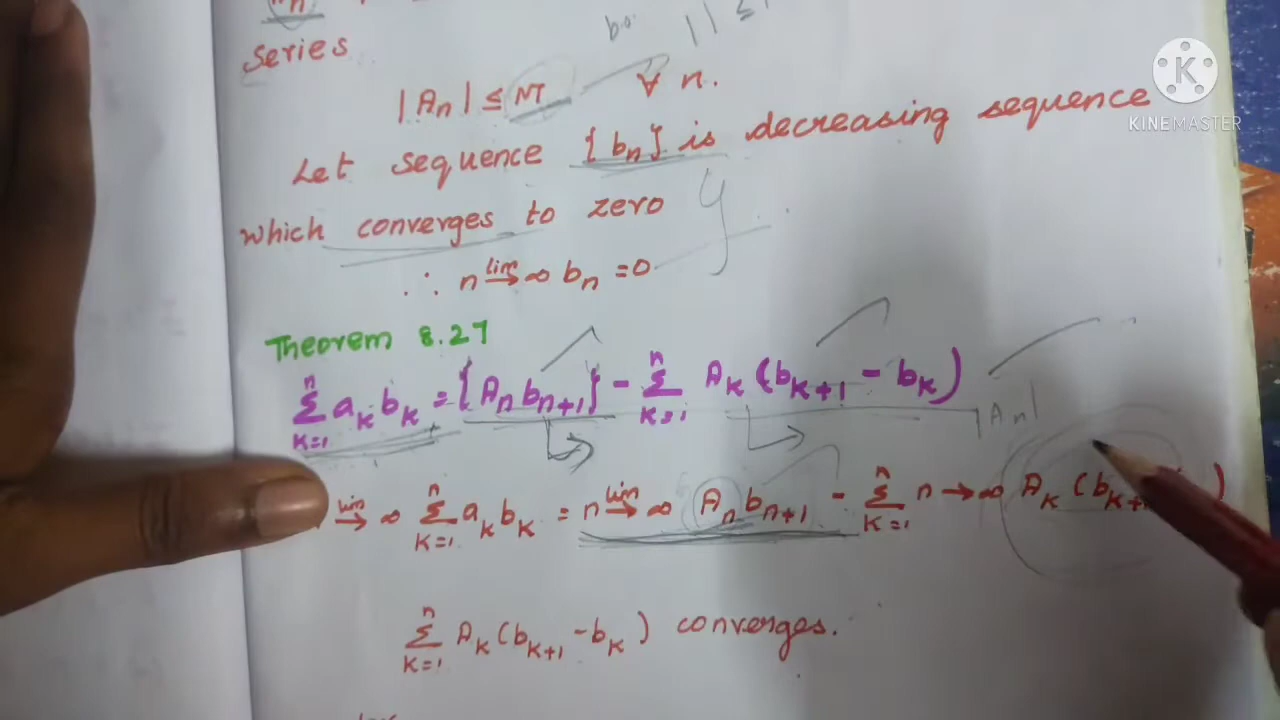 series
|An| ≤ M ∀ n.
Let sequence {bn} is decreasing sequence
which converges to zero
∴ n lim→∞ bn = 0
Theorem 8.27
n Σ k=1 ak bk = {An bn+1} - n Σ k=1 Ak (bk+1 - bk)
|An|
lim→∞ n Σ k=1 ak bk = n lim→∞ An bn+1 - n Σ k=1 n→∞ Ak (bk+1 )
n Σ k=1 Ak (bk+1 - bk) converges.
KINEMASTER